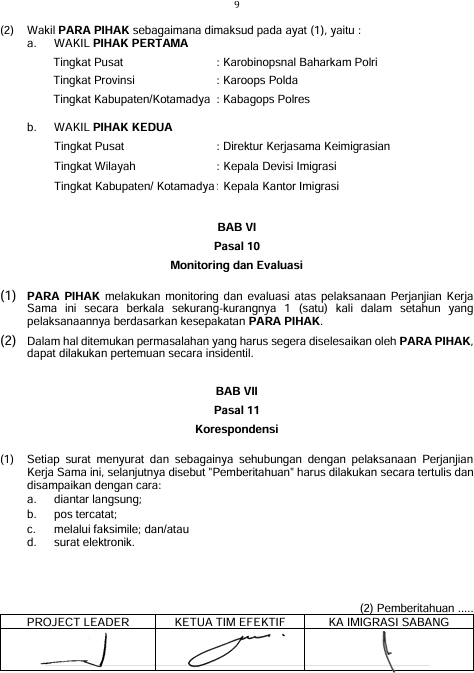 9
(2) Wakil PARA PIHAK sebagaimana dimaksud pada ayat (1), yaitu :
a. WAKIL PIHAK PERTAMA
Tingkat Pusat : Karobinopsnal Baharkam Polri
Tingkat Provinsi : Karoops Polda
Tingkat Kabupaten/Kotamadya : Kabagops Polres
b. WAKIL PIHAK KEDUA
Tingkat Pusat : Direktur Kerjasama Keimigrasian
Tingkat Wilayah : Kepala Devisi Imigrasi
Tingkat Kabupaten/ Kotamadya : Kepala Kantor Imigrasi
BAB VI
Pasal 10
Monitoring dan Evaluasi
(1) PARA PIHAK melakukan monitoring dan evaluasi atas pelaksanaan Perjanjian Kerja
Sama ini secara berkala sekurang-kurangnya 1 (satu) kali dalam setahun yang
pelaksanaannya berdasarkan kesepakatan PARA PIHAK.
(2) Dalam hal ditemukan permasalahan yang harus segera diselesaikan oleh PARA PIHAK,
dapat dilakukan pertemuan secara insidentil.
BAB VII
Pasal 11
Korespondensi
(1) Setiap surat menyurat dan sebagainya sehubungan dengan pelaksanaan Perjanjian
Kerja Sama ini, selanjutnya disebut "Pemberitahuan" harus dilakukan secara tertulis dan
disampaikan dengan cara:
a. diantar langsung;
b. pos tercatat;
c. melalui faksimile; dan/atau
d. surat elektronik.
(2) Pemberitahuan .....
PROJECT LEADER KETUA TIM EFEKTIF KA IMIGRASI SABANG